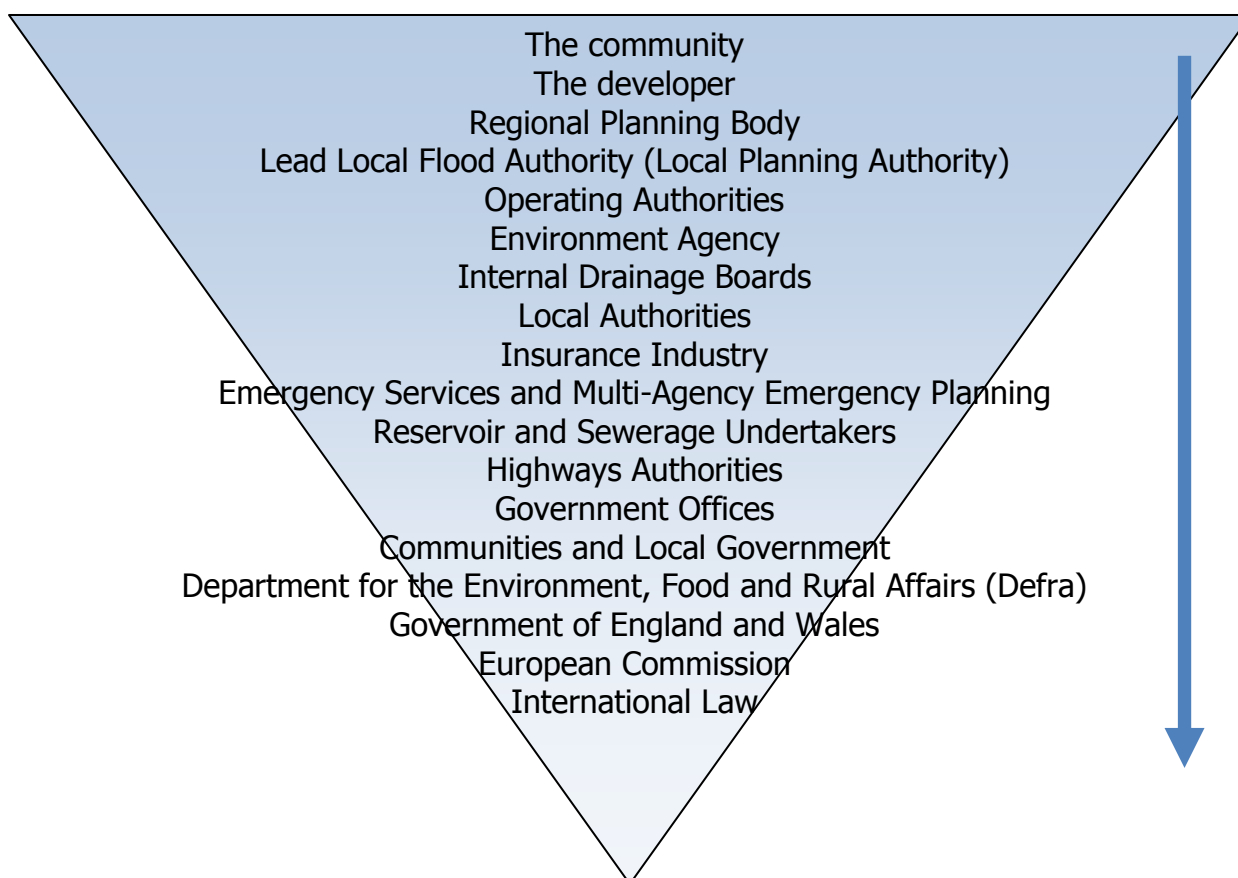 The community
The developer
Regional Planning Body
Lead Local Flood Authority (Local Planning Authority)
Operating Authorities
Environment Agency
Internal Drainage Boards
Local Authorities
Insurance Industry
Emergency Services and Multi-Agency Emergency Planning
Reservoir and Sewerage Undertakers
Highways Authorities
Government Offices
Communities and Local Government
Department for the Environment, Food and Rural Affairs (Defra)
Government of England and Wales
European Commission
International Law